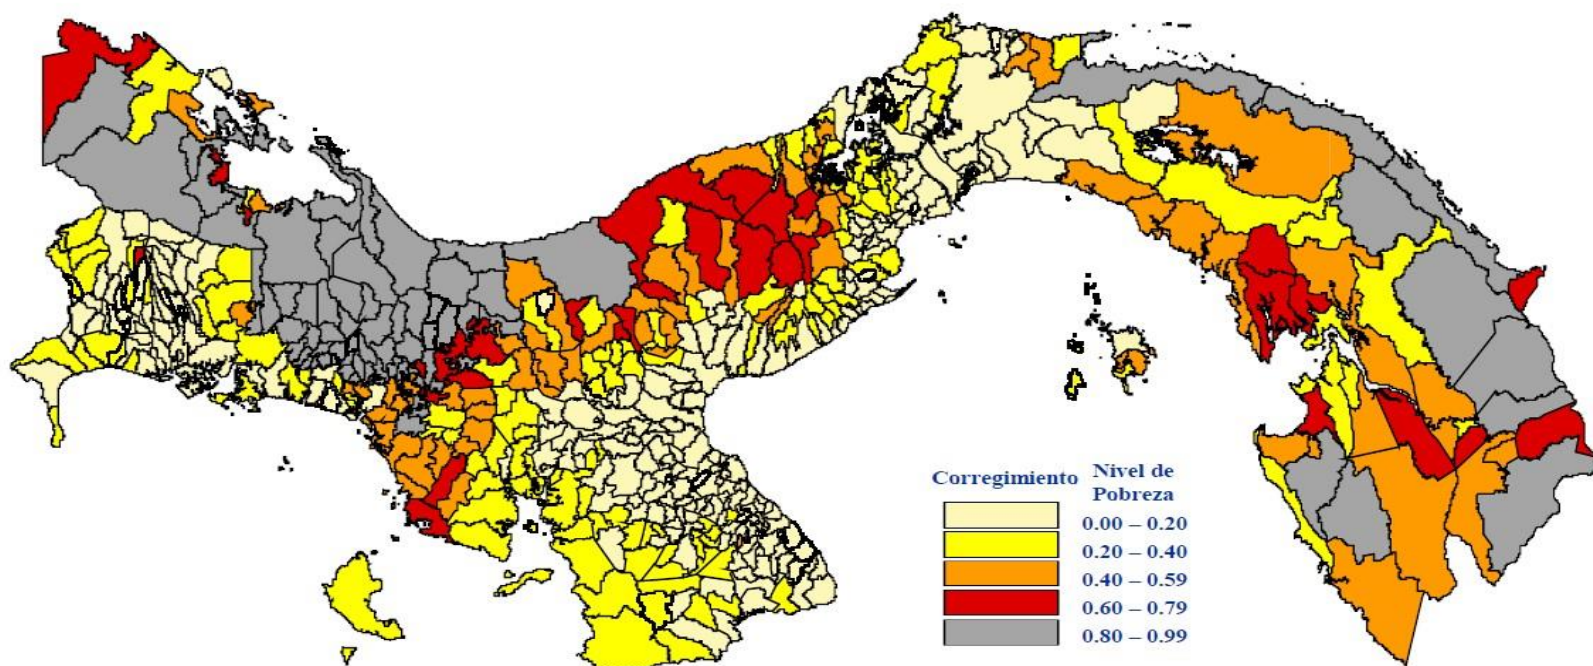 Corregimiento Nivel de
Pobreza
0.00 – 0.20
0.20 – 0.40
0.40 – 0.59
0.60 – 0.79
0.80 – 0.99